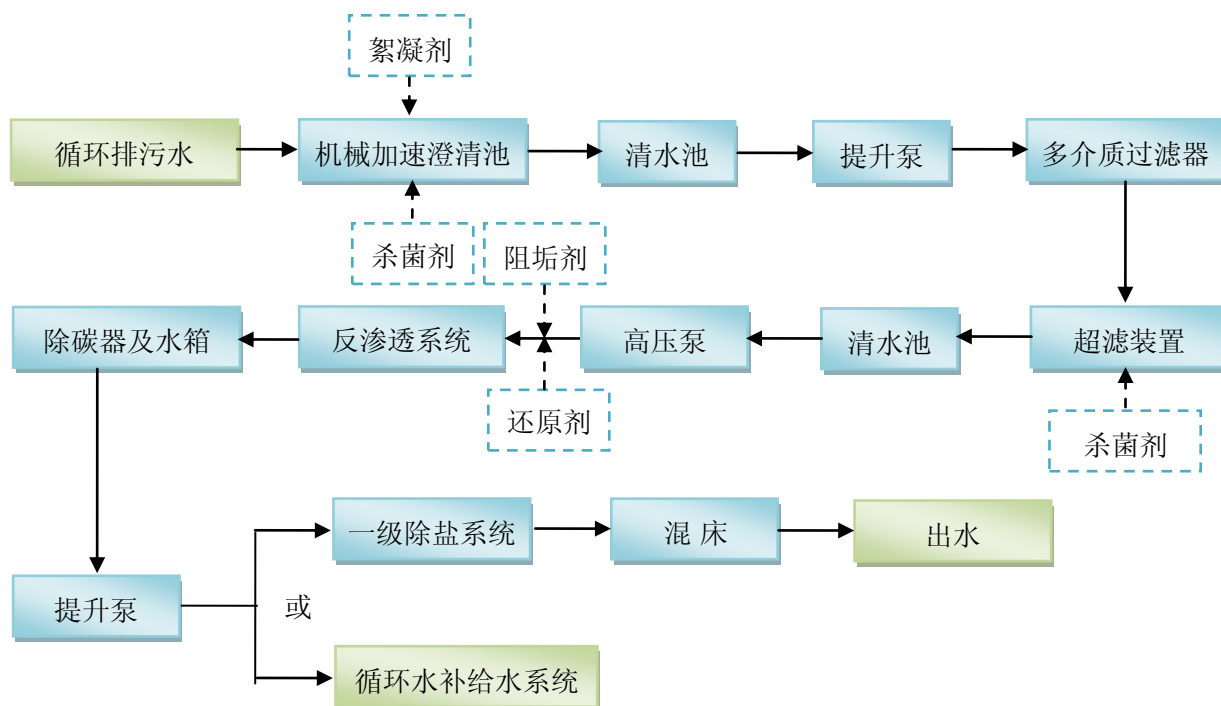 絮凝剂
循环排污水
机械加速澄清池
清水池
提升泵
多介质过滤器
杀菌剂
阻垢剂
除碳器及水箱
反渗透系统
高压泵
清水池
超滤装置
还原剂
杀菌剂
一级除盐系统
混 床
出水
提升泵
或
循环水补给水系统